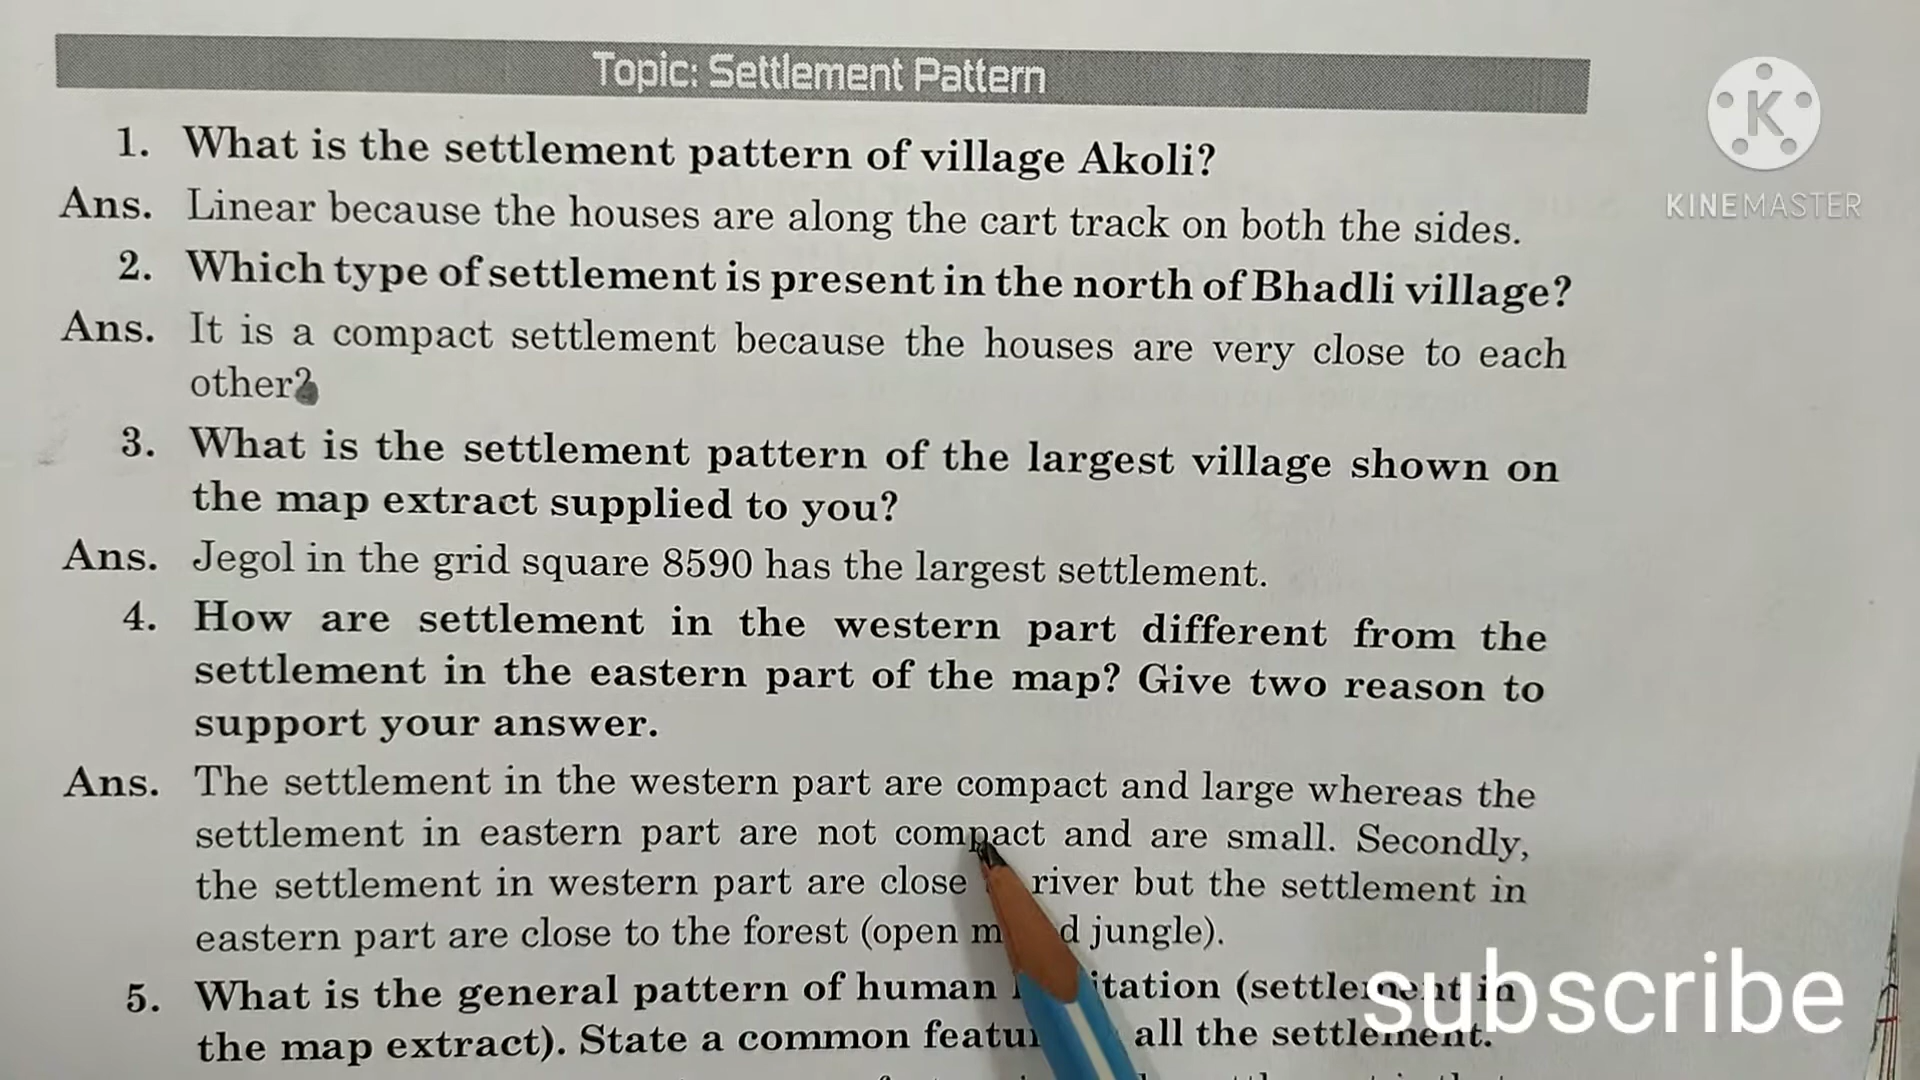 Topic: Settlement Pattern
1. What is the settlement pattern of village Akoli?
Ans. Linear because the houses are along the cart track on both the sides.
2. Which type of settlement is present in the north of Bhadli village?
Ans. It is a compact settlement because the houses are very close to each
other?
3. What is the settlement pattern of the largest village shown on
the map extract supplied to you?
Ans. Jegol in the grid square 8590 has the largest settlement.
4. How are settlement in the western part different from the
settlement in the eastern part of the map? Give two reason to
support your answer.
Ans. The settlement in the western part are compact and large whereas the
settlement in eastern part are not compact and are small. Secondly,
the settlement in western part are close river but the settlement in
eastern part are close to the forest (open jungle).
5. What is the general pattern of human (settlement in
the map extract). State a common all the settlement.
K
KINEMASTER
subscribe